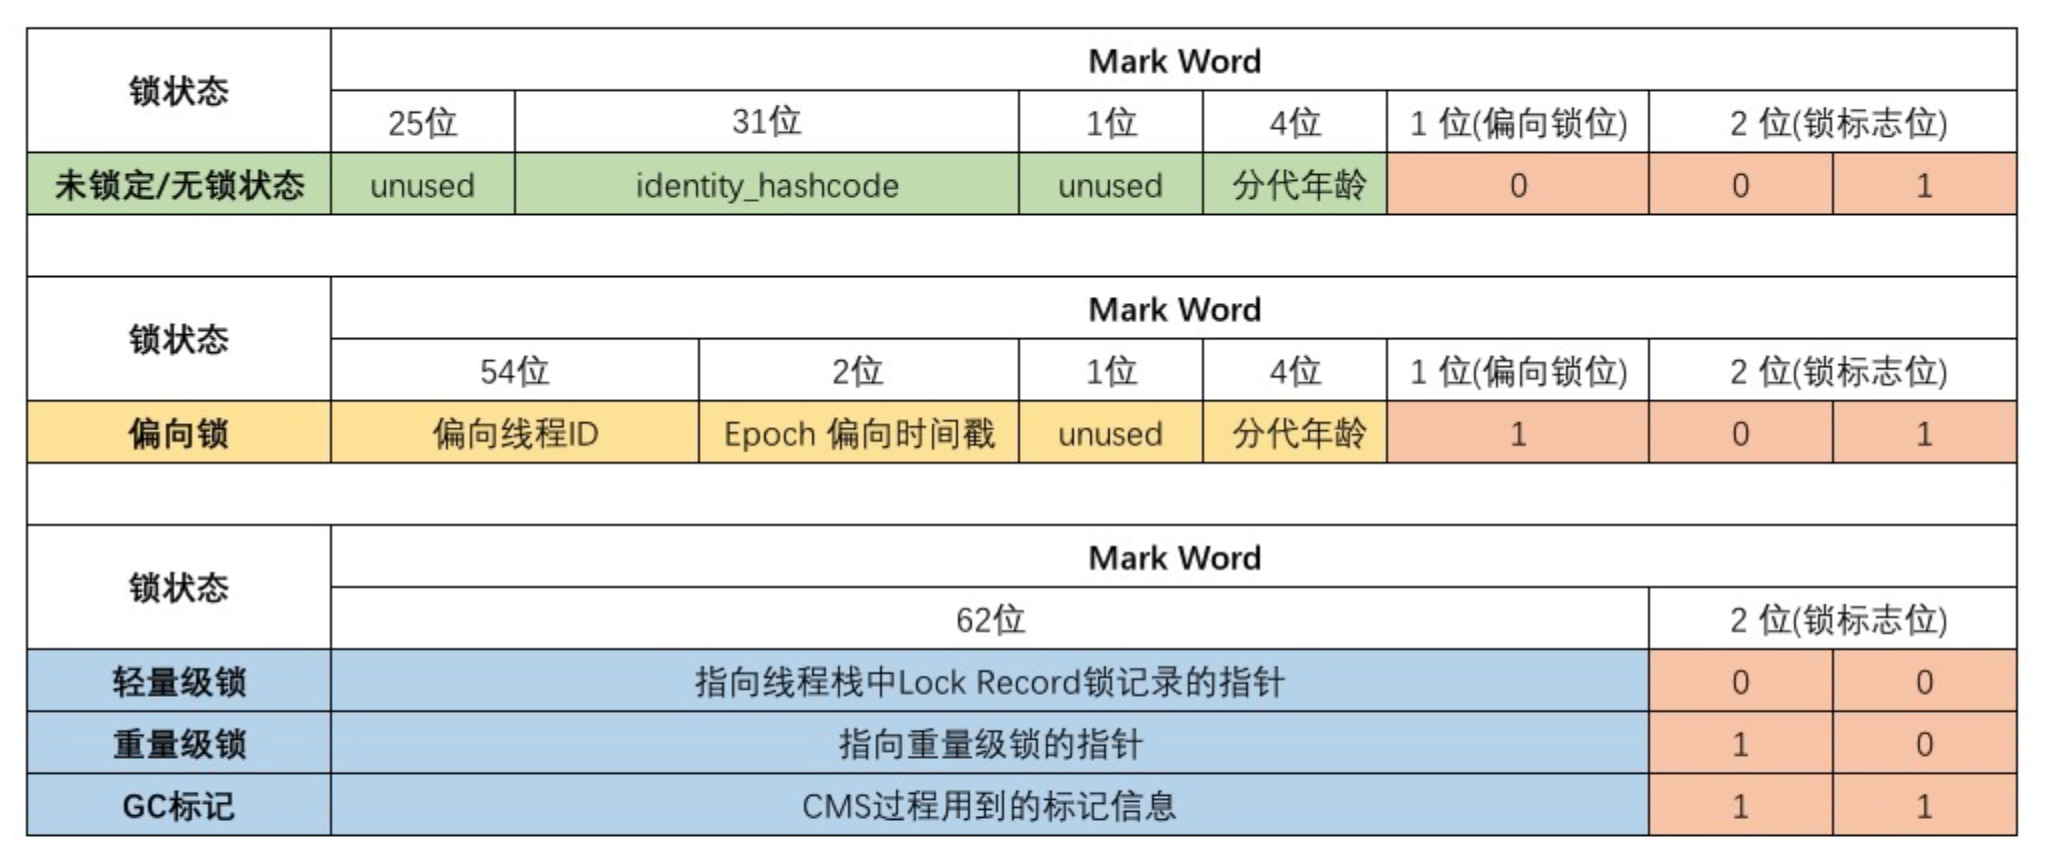 锁状态 Mark Word
25位 31位 1位 4位 1 位(偏向锁位) 2 位(锁标志位)
未锁定/无锁状态 unused identity_hashcode unused 分代年龄 0 0 1
锁状态 Mark Word
54位 2位 1位 4位 1 位(偏向锁位) 2 位(锁标志位)
偏向锁 偏向线程ID Epoch 偏向时间戳 unused 分代年龄 1 0 1
锁状态 Mark Word
62位 2 位(锁标志位)
轻量级锁 指向线程栈中Lock Record锁记录的指针 0 0
重量级锁 指向重量级锁的指针 1 0
GC标记 CMS过程用到的标记信息 1 1